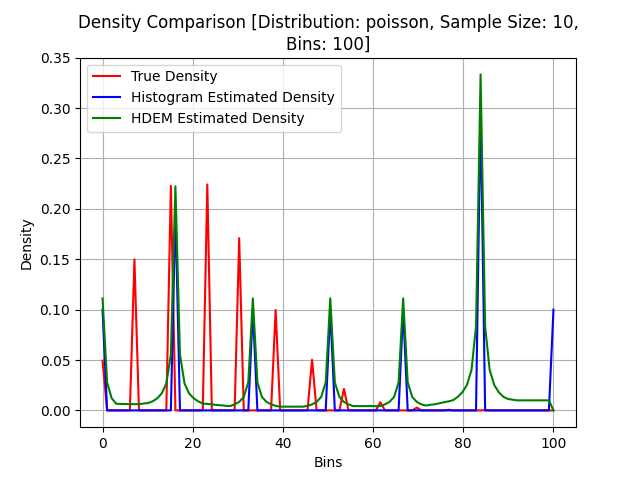 Density Comparison [Distribution: poisson, Sample Size: 10,
Bins: 100]
True Density
Histogram Estimated Density
HDEM Estimated Density
Density
0.35
0.30
0.25
0.20
0.15
0.10
0.05
0.00
0 20 40 60 80 100
Bins